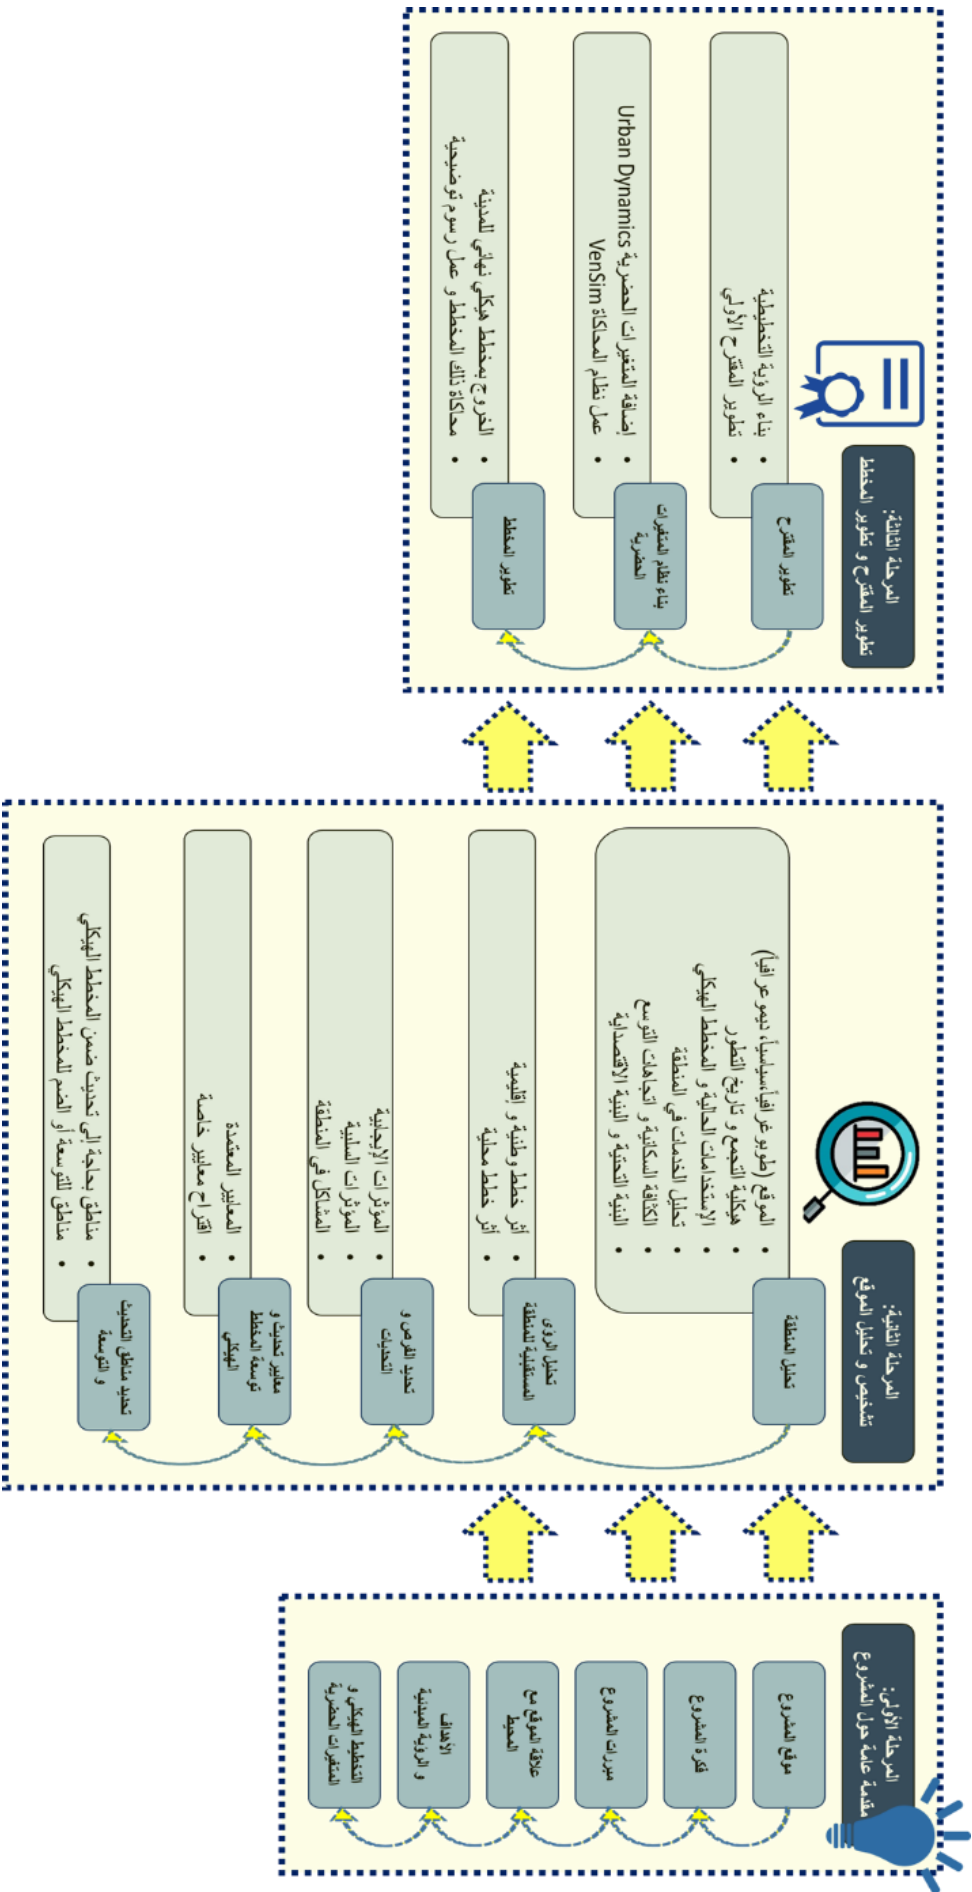 المرحلة الأولى:
مقدمة عامة حول المشروع
موقع المشروع
فكرة المشروع
مبررات المشروع
علاقة الموقع مع
المحيط
الأهداف
و الرؤية المبدئية
التخطيط الهيكلي و
المتغيرات الحضرية
المرحلة الثانية:
تشخيص و تحليل الموقع
تحليل المنطقة
• الموقع (طوبوغرافياً،سياسياً، ديموغرافياً)
• هيكلية التجمع و تاريخ التطور
• الإستخدامات الحالية و المخطط الهيكلي
• تحليل الخدمات في المنطقة
• الكثافة السكانية و اتجاهات التوسع
• البنية التحتية و البنية الاقتصداية
تحليل الرؤى
المستقبلية للمنطقة
• أثر خطط وطنية و إقليمية
• أثر خطط محلية
تحديد الفرص و
التحديات
• المؤثرات الإيجابية
• المؤثرات السلبية
• المشاكل في المنطقة
معايير تحديث و
توسعة المخطط
الهيكلي
• المعايير المعتمدة
• اقتراح معايير خاصة
تحديد مناطق التحديث
و التوسعة
• مناطق بحاجة إلى تحديث ضمن المخطط الهيكلي
• مناطق للتوسعة أو الضم للمخطط الهيكلي
المرحلة الثالثة:
تطوير المقترح و تطوير المخطط
تطوير المقترح
• بناء الرؤية التخطيطية
• تطوير المقترح الأولي
بناء نظام المتغيرات
الحضرية
• إضافة المتغيرات الحضرية Urban Dynamics
• عمل نظام المحاكاة VenSim
تطوير المخطط
• الخروج بمخطط هيكلي نهائي للمدينة
• محاكاة ذلك المخطط و عمل رسوم توضيحية